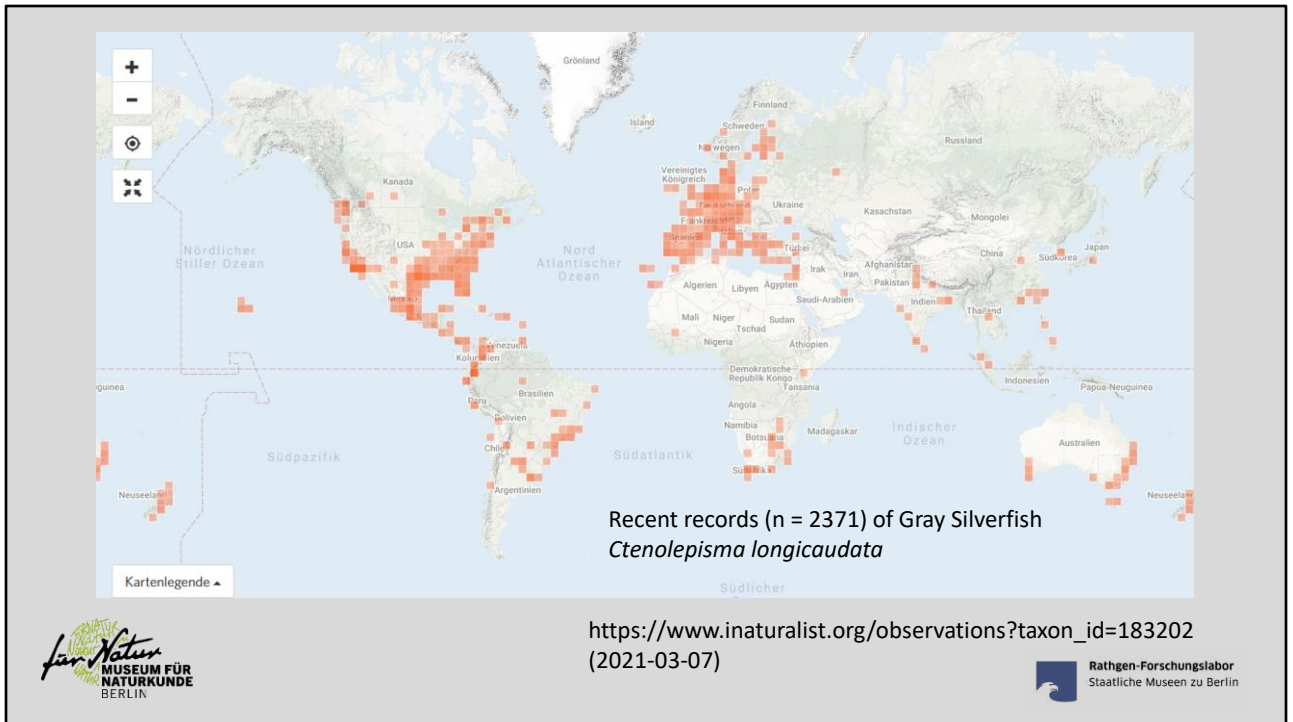 +
−
Grönland
Island
Finnland
Schweden
Norwegen
Russland
Vereinigtes
Königreich
Polen
Deutschland
Ukraine
Frankreich
Spanien
Italien
Türkei
Kasachstan
Mongolei
China
Südkorea
Japan
Kanada
USA
Nördlicher
Stiller Ozean
Nord
Atlantischer
Ozean
Mexiko
Algerien
Libyen
Ägypten
Saudi-Arabien
Irak
Iran
Afghanistan
Pakistan
Indien
Thailand
Mali
Niger
Tschad
Sudan
Nigeria
Äthiopien
Venezuela
Kolumbien
Demokratische
Republik Kongo
Tansania
Indonesien
Papua-Neuguinea
guinea
Brasilien
Peru
Bolivien
Angola
Namibia
Botsuana
Madagaskar
Indischer
Ozean
Australien
Chile
Südpazifik
Südatlantik
Südafrika
Argentinien
Neuseeland
Neuseelan
Recent records (n = 2371) of Gray Silverfish
Ctenolepisma longicaudata
Kartenlegende
Südlicher
https://www.inaturalist.org/observations?taxon_id=183202
(2021-03-07)
für Natur
MUSEUM FÜR
NATURKUNDE
BERLIN
Rathgen-Forschungslabor
Staatliche Museen zu Berlin